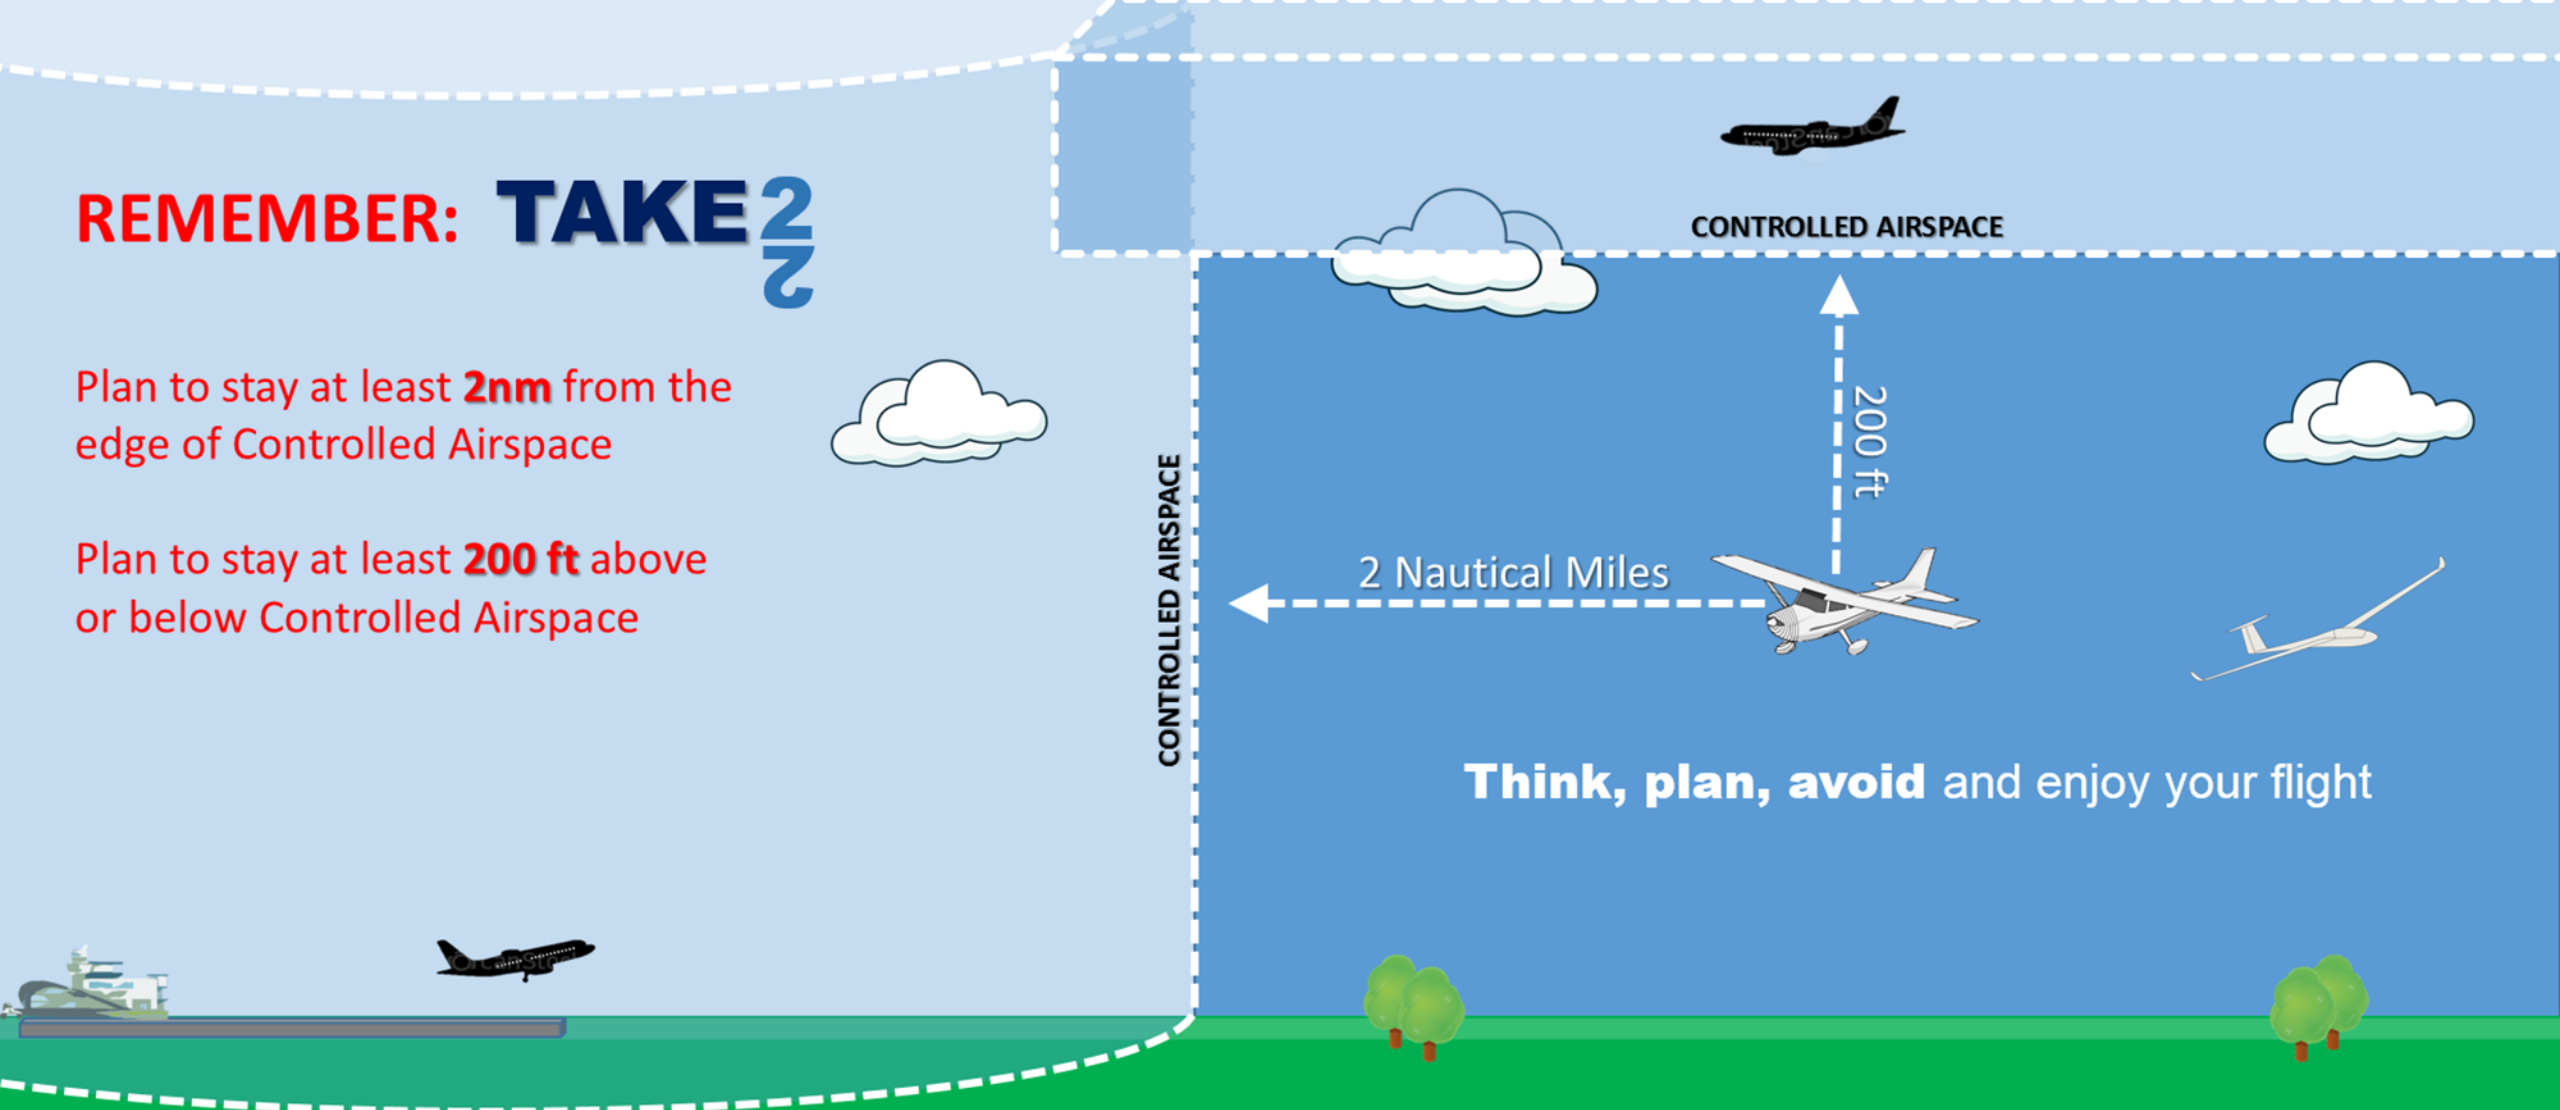 REMEMBER: TAKE 2
2
Plan to stay at least 2nm from the
edge of Controlled Airspace
Plan to stay at least 200 ft above
or below Controlled Airspace
CONTROLLED AIRSPACE
CONTROLLED AIRSPACE
200 ft
2 Nautical Miles
Think, plan, avoid and enjoy your flight